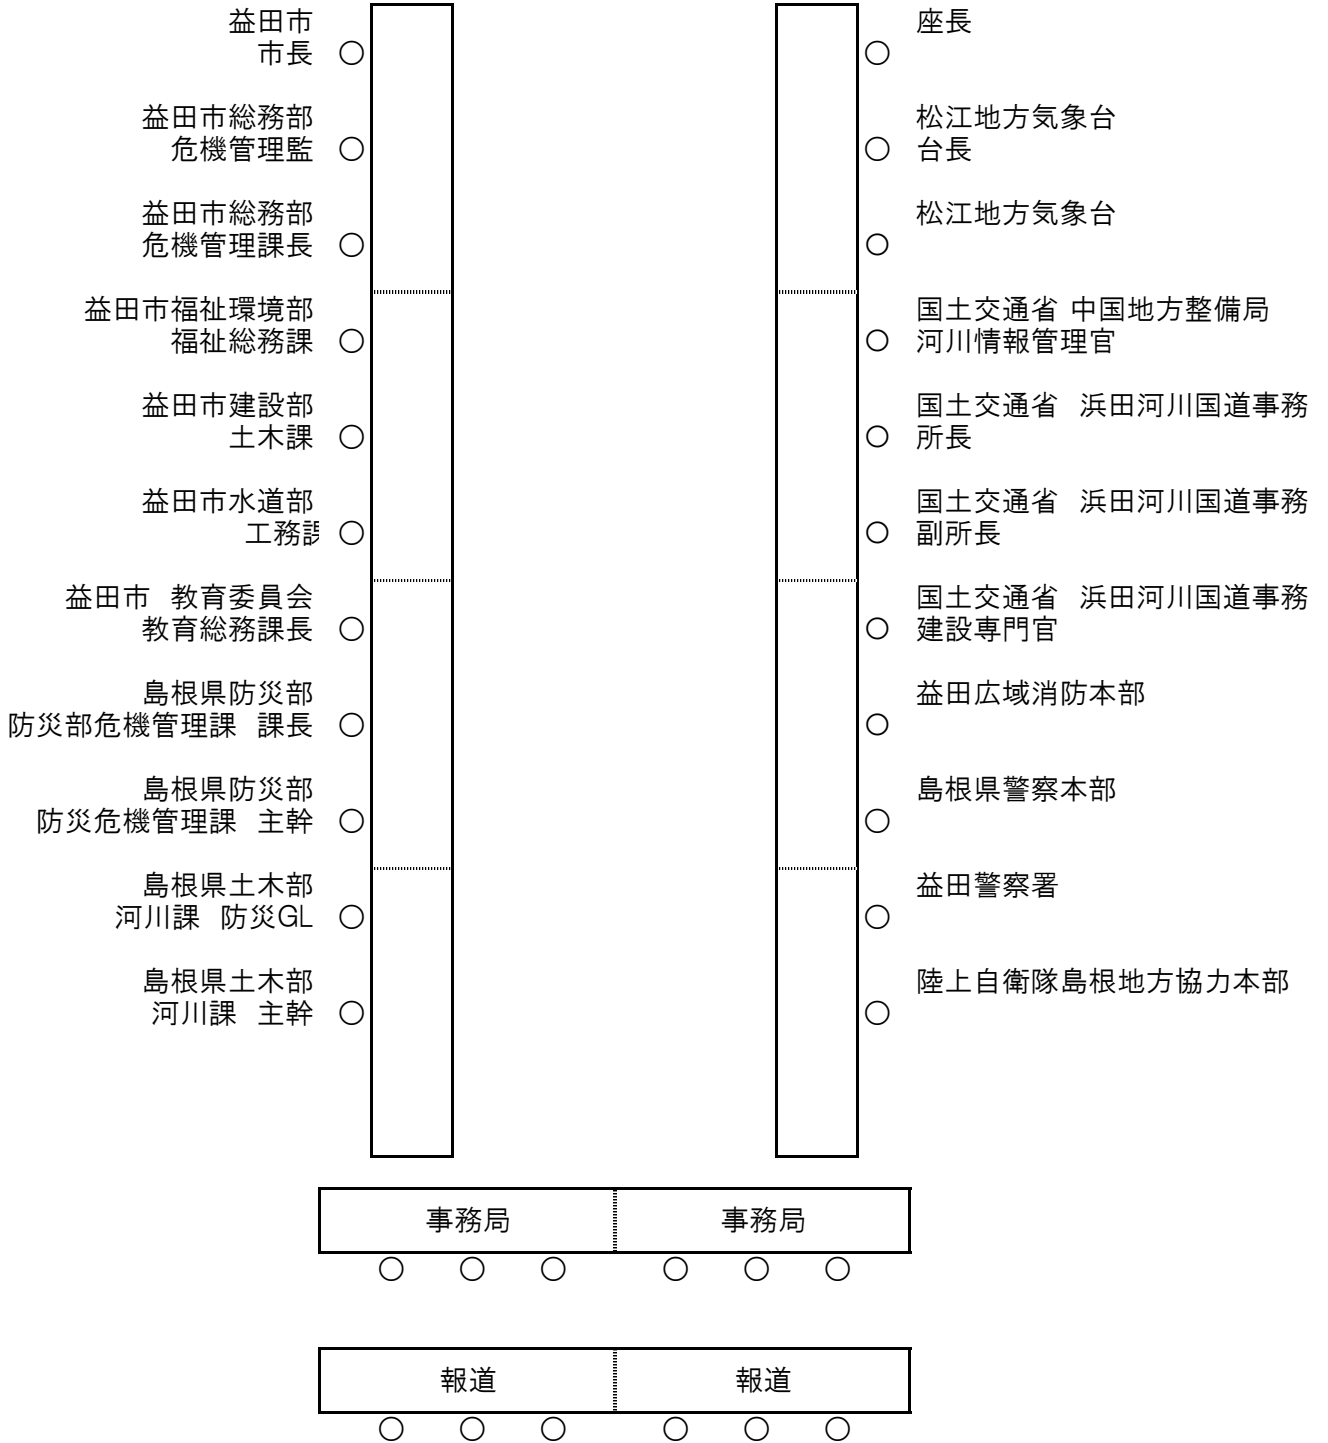 益田市
市長
益田市総務部
危機管理監
益田市総務部
危機管理課長
益田市福祉環境部
福祉総務課
益田市建設部
土木課
益田市水道部
工務課
益田市 教育委員会
教育総務課長
島根県防災部
防災部危機管理課 課長
島根県防災部
防災危機管理課 主幹
島根県土木部
河川課 防災GL
島根県土木部
河川課 主幹
座長
松江地方気象台
台長
松江地方気象台
国土交通省 中国地方整備局
河川情報管理官
国土交通省 浜田河川国道事務
所長
国土交通省 浜田河川国道事務
副所長
国土交通省 浜田河川国道事務
建設専門官
益田広域消防本部
島根県警察本部
益田警察署
陸上自衛隊島根地方協力本部
事務局 事務局
報道 報道